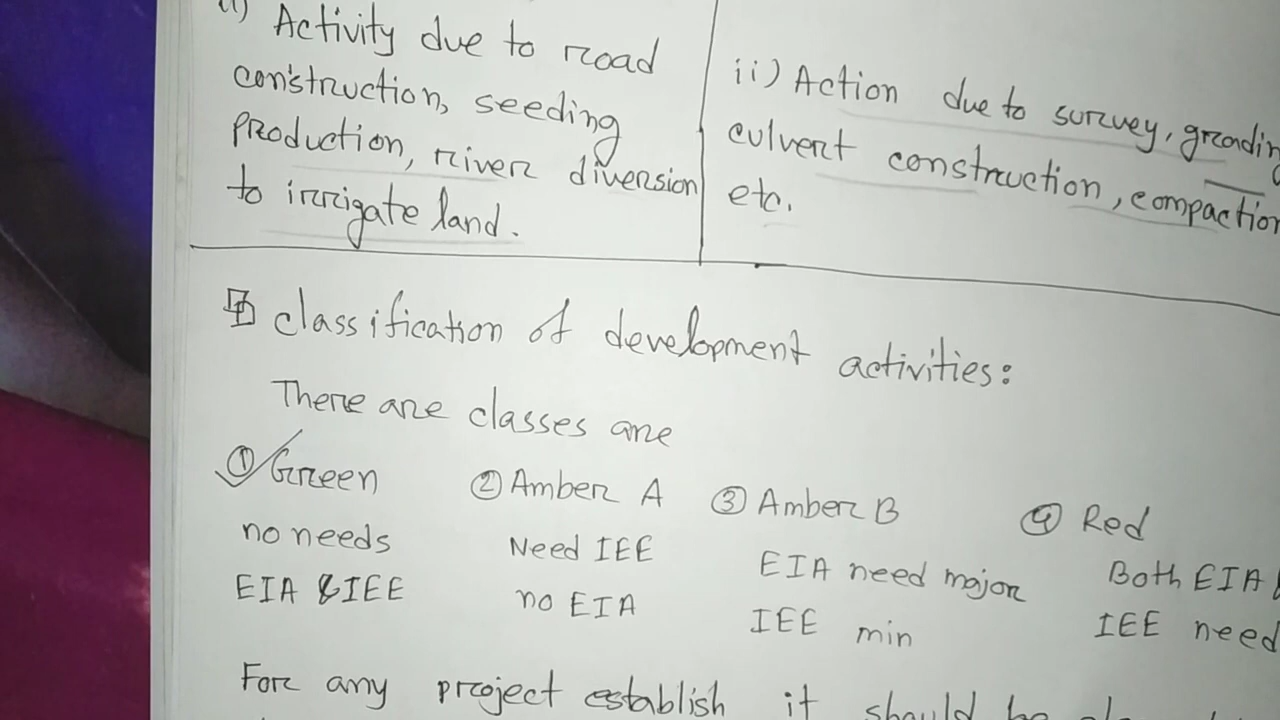 Activity due to road
construction, seeding
production, river diversion
to irrigate land.
ii) Action due to survey, grading
culvert construction, compaction
etc.
classification of development activities:
There are classes are
① Green
no needs
EIA & IEE
② Amber A
Need IEE
no EIA
③ Amber B
EIA need major
IEE min
④ Red
Both EIA
IEE need
For any project establish it should be